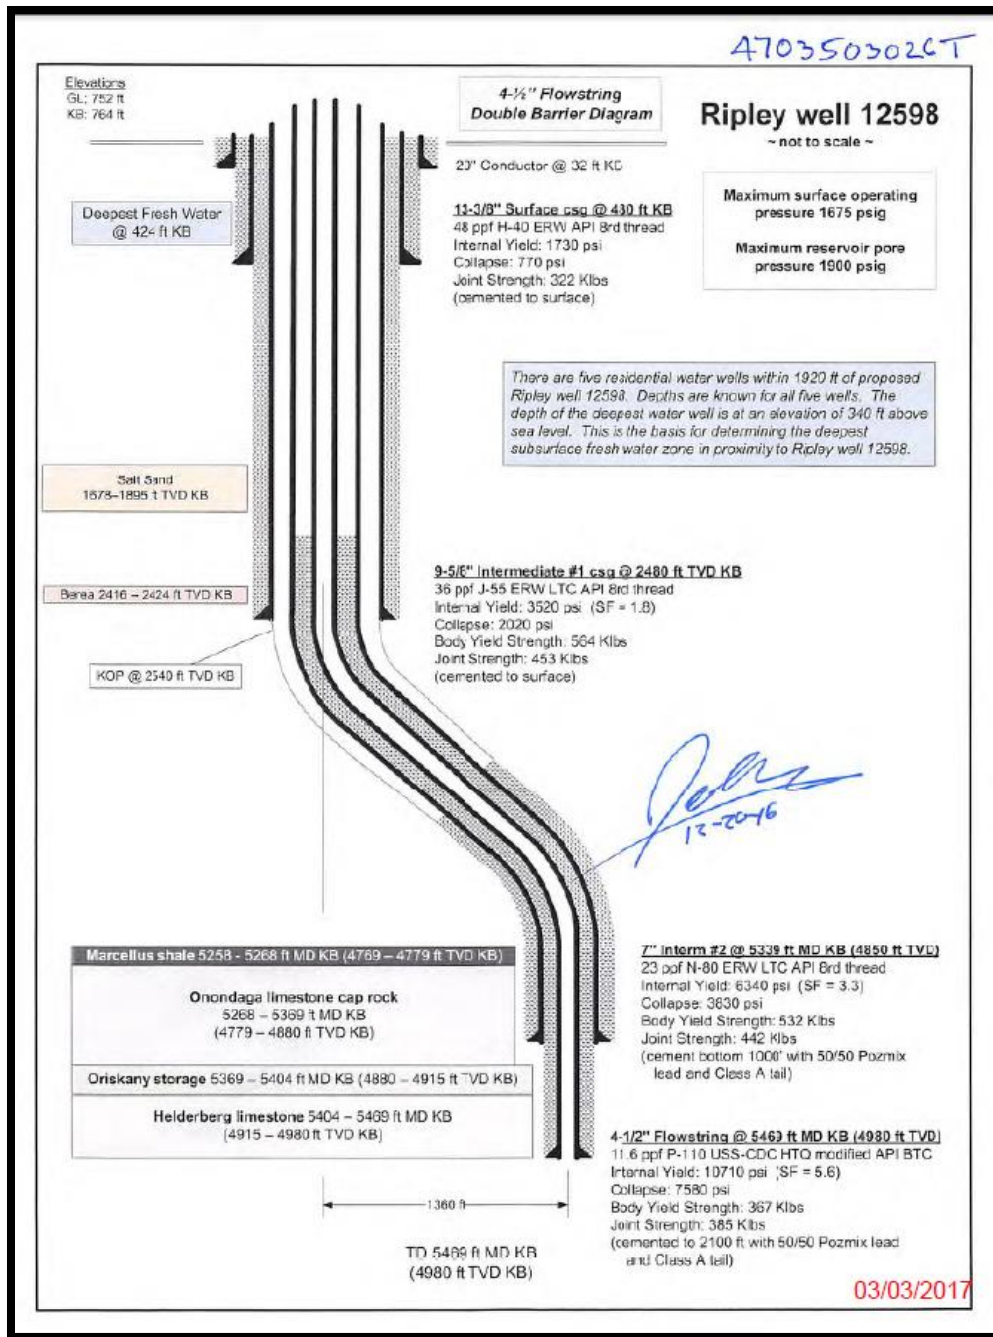 4703503026T
Elevations
GL: 752 ft
KB: 764 ft
4-½" Flowstring
Double Barrier Diagram
Ripley well 12598
~ not to scale ~
20" Conductor @ 32 ft KB
Maximum surface operating
pressure 1675 psig
Maximum reservoir pore
pressure 1900 psig
Deepest Fresh Water
@ 424 ft KB
13-3/8" Surface csg @ 480 ft KB
48 ppf H-40 ERW API 8rd thread
Internal Yield: 1730 psi
Collapse: 770 psi
Joint Strength: 322 Klbs
(cemented to surface)
There are five residential water wells within 1920 ft of proposed
Ripley well 12598. Depths are known for all five wells. The
depth of the deepest water well is at an elevation of 340 ft above
sea level. This is the basis for determining the deepest
subsurface fresh water zone in proximity to Ripley well 12598.
Salt Sand
1678–1895 ft TVD KB
Berea 2416 – 2424 ft TVD KB
9-5/8" Intermediate #1 csg @ 2480 ft TVD KB
36 ppf J-55 ERW LTC API 8rd thread
Internal Yield: 3520 psi (SF = 1.8)
Collapse: 2020 psi
Body Yield Strength: 564 Klbs
Joint Strength: 453 Klbs
(cemented to surface)
KOP @ 2540 ft TVD KB
12-20-16
Marcellus shale 5258 - 5268 ft MD KB (4769 – 4779 ft TVD KB)
Onondaga limestone cap rock
5268 – 5369 ft MD KB
(4779 – 4880 ft TVD KB)
Oriskany storage 5369 – 5404 ft MD KB (4880 – 4915 ft TVD KB)
Helderberg limestone 5404 – 5469 ft MD KB
(4915 – 4980 ft TVD KB)
7" Interm #2 @ 5339 ft MD KB (4850 ft TVD)
23 ppf N-80 ERW LTC API 8rd thread
Internal Yield: 6340 psi (SF = 3.3)
Collapse: 3830 psi
Body Yield Strength: 532 Klbs
Joint Strength: 442 Klbs
(cement bottom 1000' with 50/50 Pozmix
lead and Class A tail)
4-1/2" Flowstring @ 5469 ft MD KB (4980 ft TVD)
11.6 ppf P-110 USS-CDC HTQ modified API BTC
Internal Yield: 10710 psi (SF = 5.6)
Collapse: 7580 psi
Body Yield Strength: 367 Klbs
Joint Strength: 385 Klbs
(cemented to 2100 ft with 50/50 Pozmix lead
and Class A tail)
1360 ft
TD 5469 ft MD KB
(4980 ft TVD KB)
03/03/2017